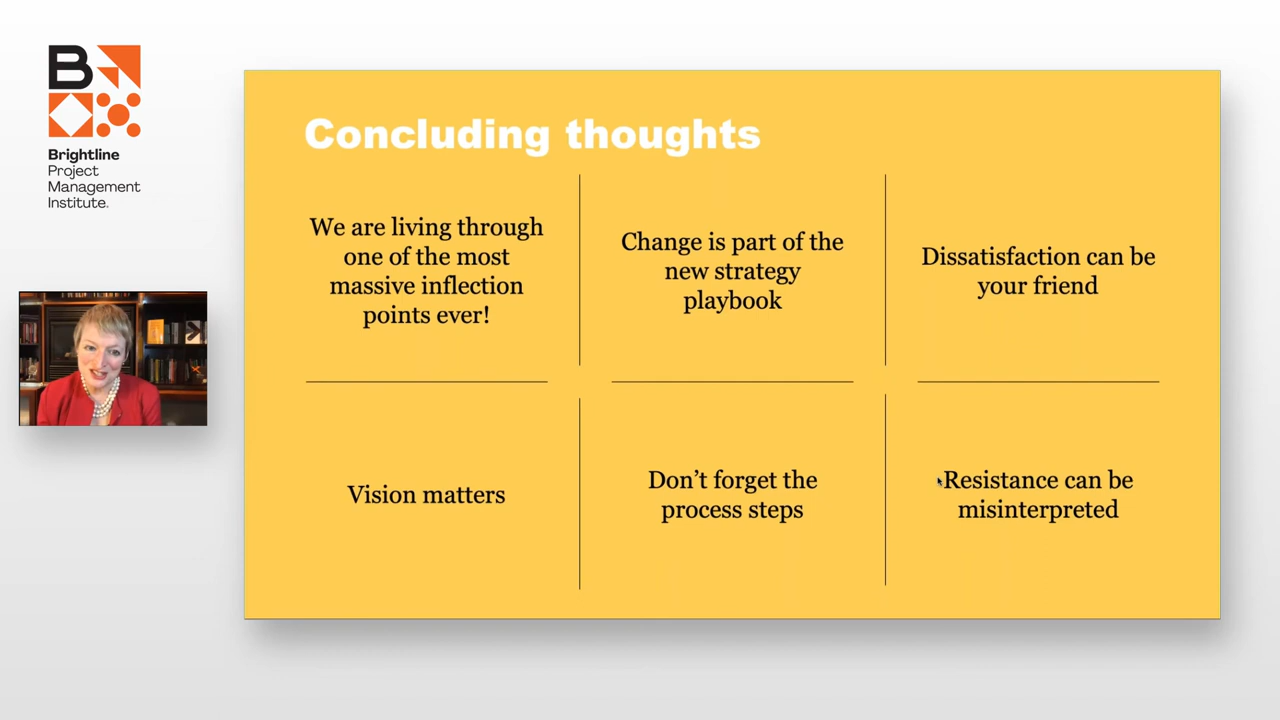 B
Brightline
Project
Management
Institute.
Concluding thoughts
We are living through
one of the most
massive inflection
points ever!
Change is part of the
new strategy
playbook
Dissatisfaction can be
your friend
Vision matters
Don’t forget the
process steps
Resistance can be
misinterpreted